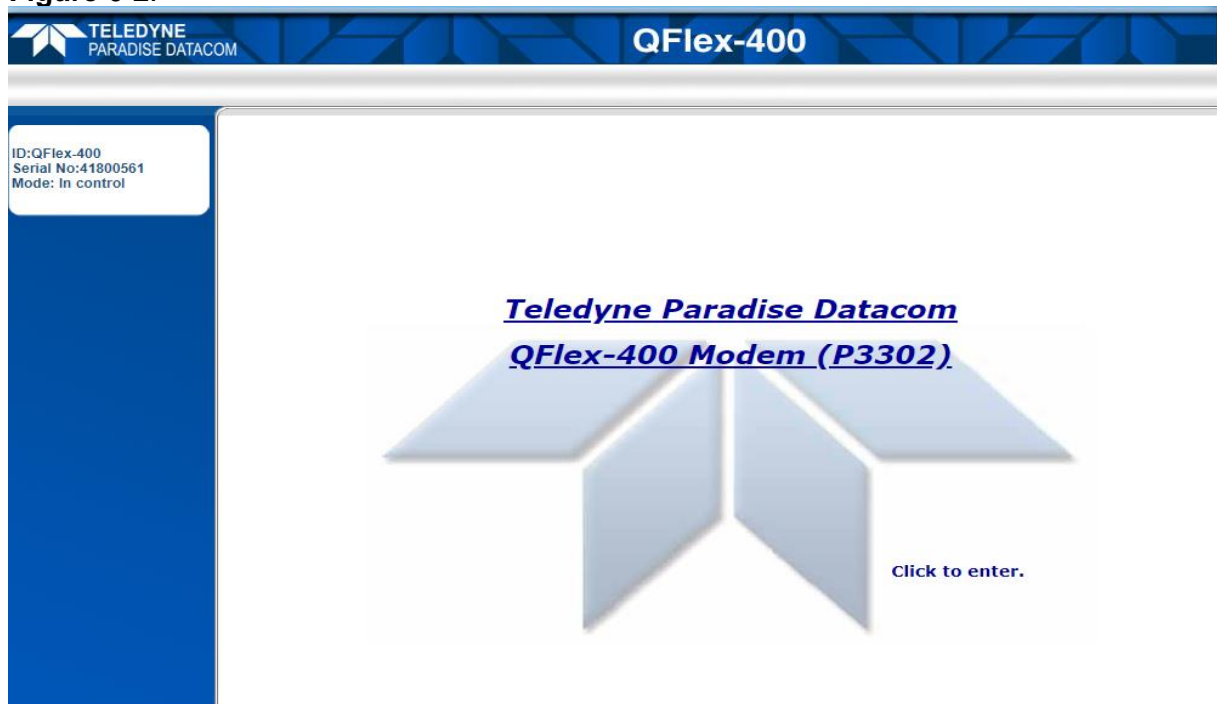 TELEDYNE
PARADISE DATACOM
QFlex-400
ID:QFlex-400
Serial No:41800561
Mode: In control
Teledyne Paradise Datacom
QFlex-400 Modem (P3302)
Click to enter.